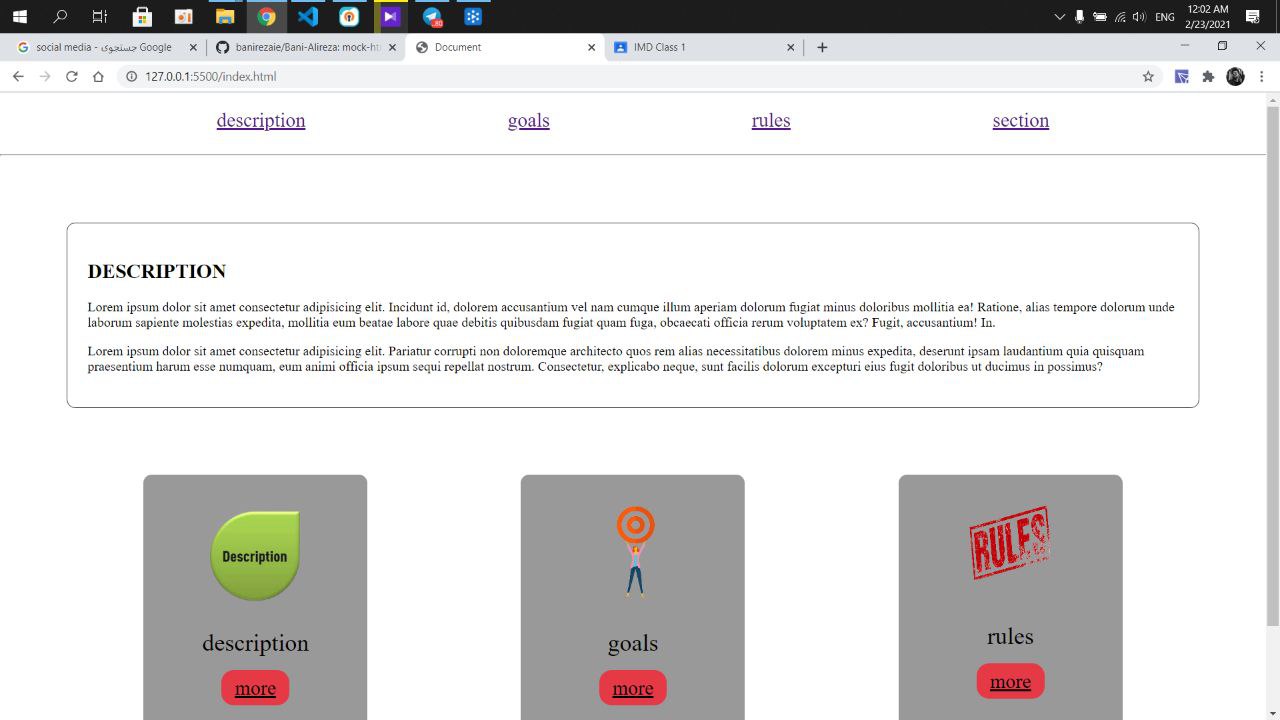 12:02 AM
ENG
2/23/2021
80
social media - جستجوی Google
banirezaie/Bani-Alireza: mock-ht
Document
IMD Class 1
127.0.0.1:5500/index.html
description
goals
rules
section
DESCRIPTION
Lorem ipsum dolor sit amet consectetur adipisicing elit. Incidunt id, dolorem accusantium vel nam cumque illum aperiam dolorum fugiat minus doloribus mollitia ea! Ratione, alias tempore dolorum unde
laborum sapiente molestias expedita, mollitia eum beatae labore quae debitis quibusdam fugiat quam fuga, obcaecati officia rerum voluptatem ex? Fugit, accusantium! In.
Lorem ipsum dolor sit amet consectetur adipisicing elit. Pariatur corrupti non doloremque architecto quos rem alias necessitatibus dolorem minus expedita, deserunt ipsam laudantium quia quisquam
praesentium harum esse numquam, eum animi officia ipsum sequi repellat nostrum. Consectetur, explicabo neque, sunt facilis dolorum excepturi eius fugit doloribus ut ducimus in possimus?
Description
RULES
description
goals
rules
more
more
more